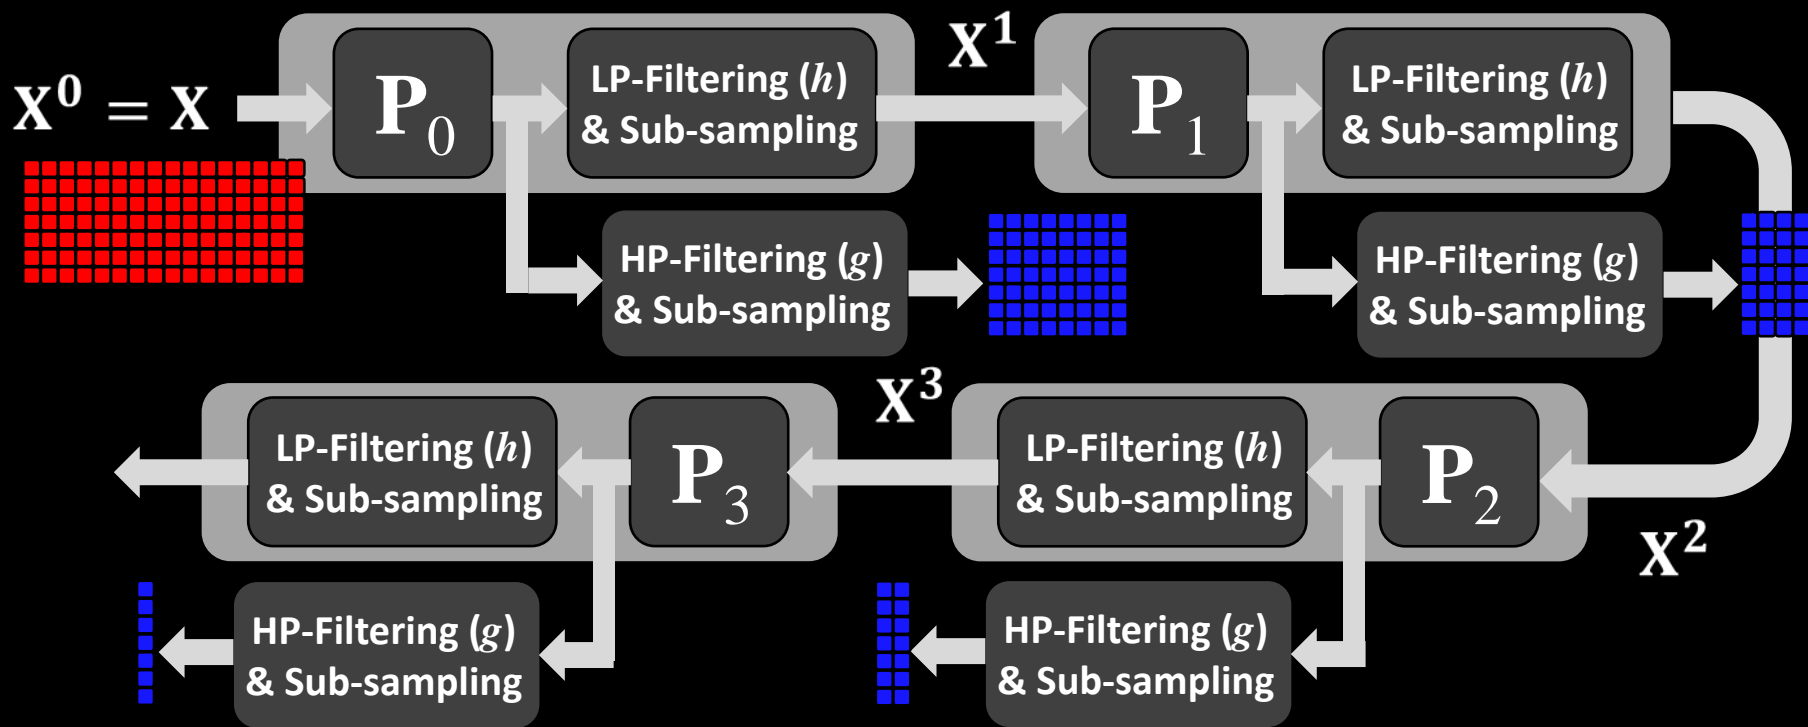 X⁰ = X
P₀
LP-Filtering (h)
& Sub-sampling
X¹
P₁
LP-Filtering (h)
& Sub-sampling
HP-Filtering (g)
& Sub-sampling
HP-Filtering (g)
& Sub-sampling
LP-Filtering (h)
& Sub-sampling
P₃
X³
LP-Filtering (h)
& Sub-sampling
P₂
X²
HP-Filtering (g)
& Sub-sampling
HP-Filtering (g)
& Sub-sampling